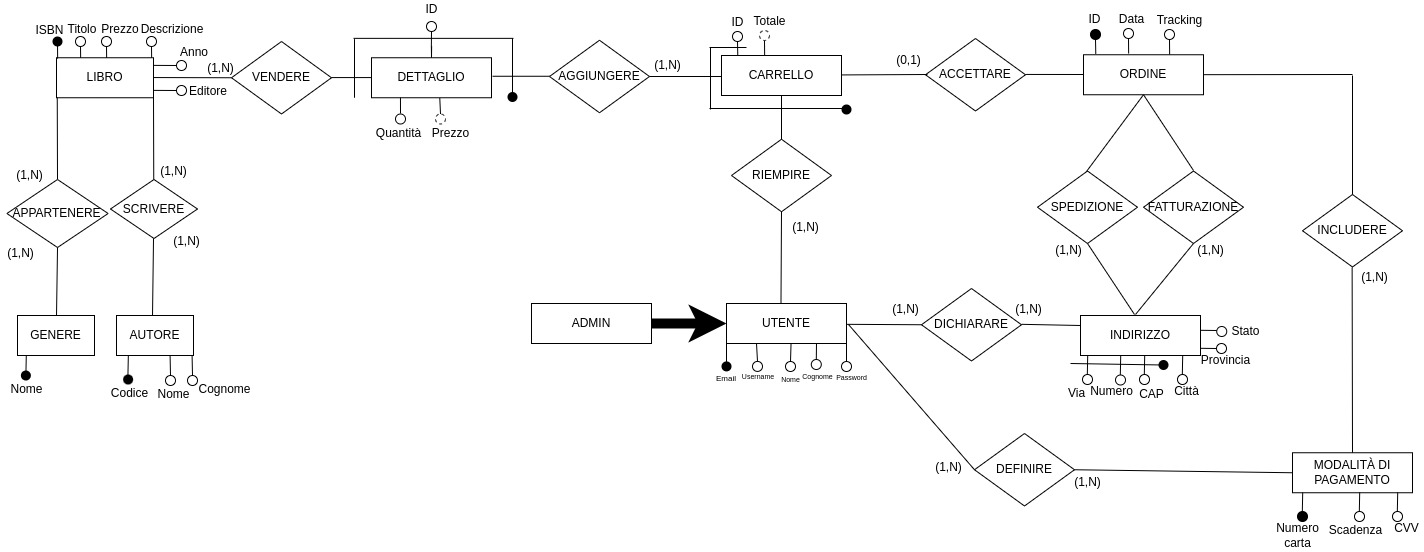 ID
ISBN Titolo Prezzo Descrizione
ID Totale
ID Data Tracking
Anno
(1,N)
LIBRO
VENDERE
DETTAGLIO
AGGIUNGERE
(1,N)
CARRELLO
(0,1)
ACCETTARE
ORDINE
Editore
Quantità Prezzo
(1,N)
(1,N)
RIEMPIRE
APPARTENERE
SCRIVERE
SPEDIZIONE
FATTURAZIONE
INCLUDERE
(1,N)
(1,N)
(1,N)
(1,N)
(1,N)
(1,N)
GENERE
AUTORE
ADMIN
UTENTE
(1,N)
DICHIARARE
(1,N)
INDIRIZZO
Stato
Provincia
Nome
Codice Nome Cognome
Email Username Nome Cognome Password
Via Numero CAP Città
(1,N)
DEFINIRE
(1,N)
MODALITÀ DI
PAGAMENTO
Numero
carta
Scadenza
CVV